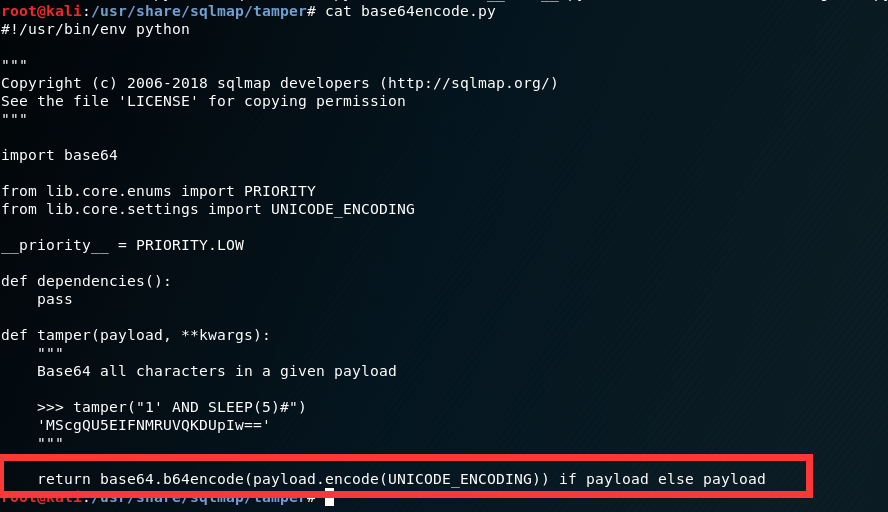 root@kali:/usr/share/sqlmap/tamper# cat base64encode.py
#!/usr/bin/env python
"""
Copyright (c) 2006-2018 sqlmap developers (http://sqlmap.org/)
See the file 'LICENSE' for copying permission
"""
import base64
from lib.core.enums import PRIORITY
from lib.core.settings import UNICODE_ENCODING
__priority__ = PRIORITY.LOW
def dependencies():
    pass
def tamper(payload, **kwargs):
    """
    Base64 all characters in a given payload
    >>> tamper("1' AND SLEEP(5)#")
    'MScgQU5EIFNMRUVQKDUpIw=='
    """
    return base64.b64encode(payload.encode(UNICODE_ENCODING)) if payload else payload
root@kali:/usr/share/sqlmap/tamper#